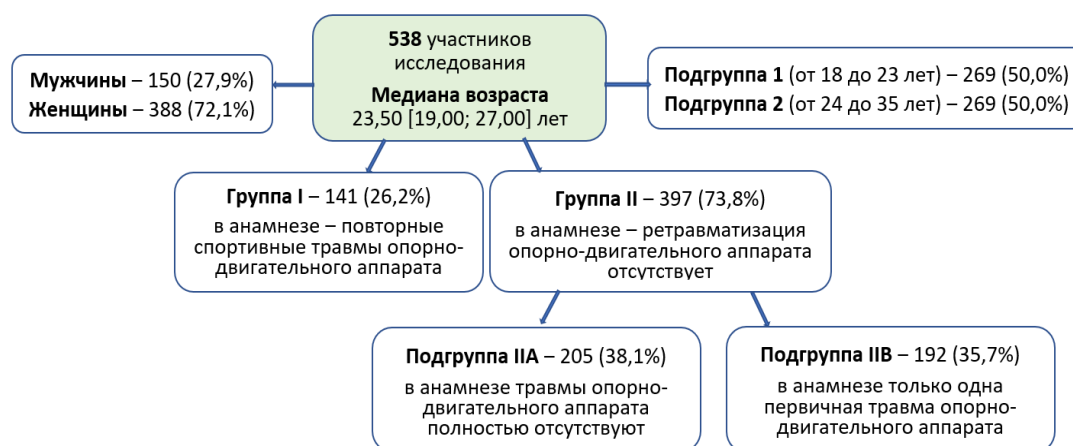 538 участников
исследования
Медиана возраста
23,50 [19,00; 27,00] лет
Мужчины – 150 (27,9%)
Женщины – 388 (72,1%)
Подгруппа 1 (от 18 до 23 лет) – 269 (50,0%)
Подгруппа 2 (от 24 до 35 лет) – 269 (50,0%)
Группа I – 141 (26,2%)
в анамнезе – повторные
спортивные травмы опорно-
двигательного аппарата
Группа II – 397 (73,8%)
в анамнезе – ретравматизация
опорно-двигательного аппарата
отсутствует
Подгруппа IIA – 205 (38,1%)
в анамнезе травмы опорно-
двигательного аппарата
полностью отсутствуют
Подгруппа IIB – 192 (35,7%)
в анамнезе только одна
первичная травма опорно-
двигательного аппарата